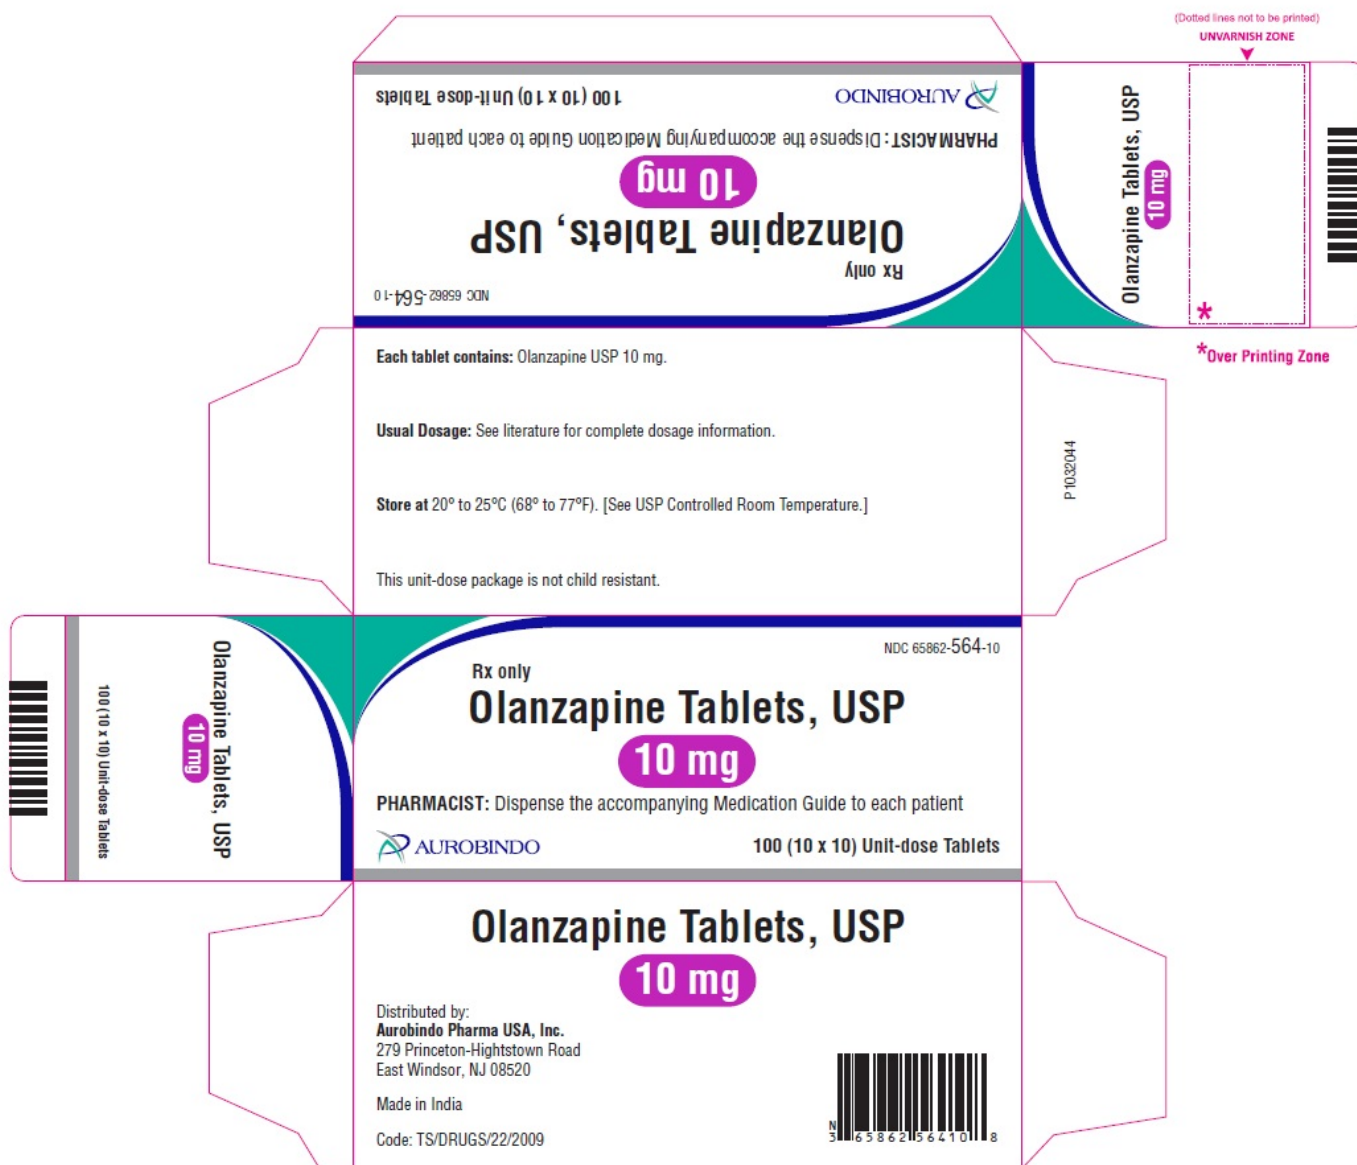 (Dotted lines not to be printed)
UNVARNISH ZONE
100 (10 x 10) Unit-dose Tablets
AUROBINDO
PHARMACIST: Dispense the accompanying Medication Guide to each patient
10 mg
Olanzapine Tablets, USP
Rx only
NDC 65862-564-10
Olanzapine Tablets, USP
10 mg
*
*Over Printing Zone
Each tablet contains: Olanzapine USP 10 mg.
Usual Dosage: See literature for complete dosage information.
Store at 20º to 25ºC (68º to 77ºF). [See USP Controlled Room Temperature.]
This unit-dose package is not child resistant.
P1032044
Olanzapine Tablets, USP
10 mg
100 (10 x 10) Unit-dose Tablets
NDC 65862-564-10
Rx only
Olanzapine Tablets, USP
10 mg
PHARMACIST: Dispense the accompanying Medication Guide to each patient
AUROBINDO
100 (10 x 10) Unit-dose Tablets
Olanzapine Tablets, USP
10 mg
Distributed by:
Aurobindo Pharma USA, Inc.
279 Princeton-Hightstown Road
East Windsor, NJ 08520
Made in India
Code: TS/DRUGS/22/2009
N
3 65862 56410 8